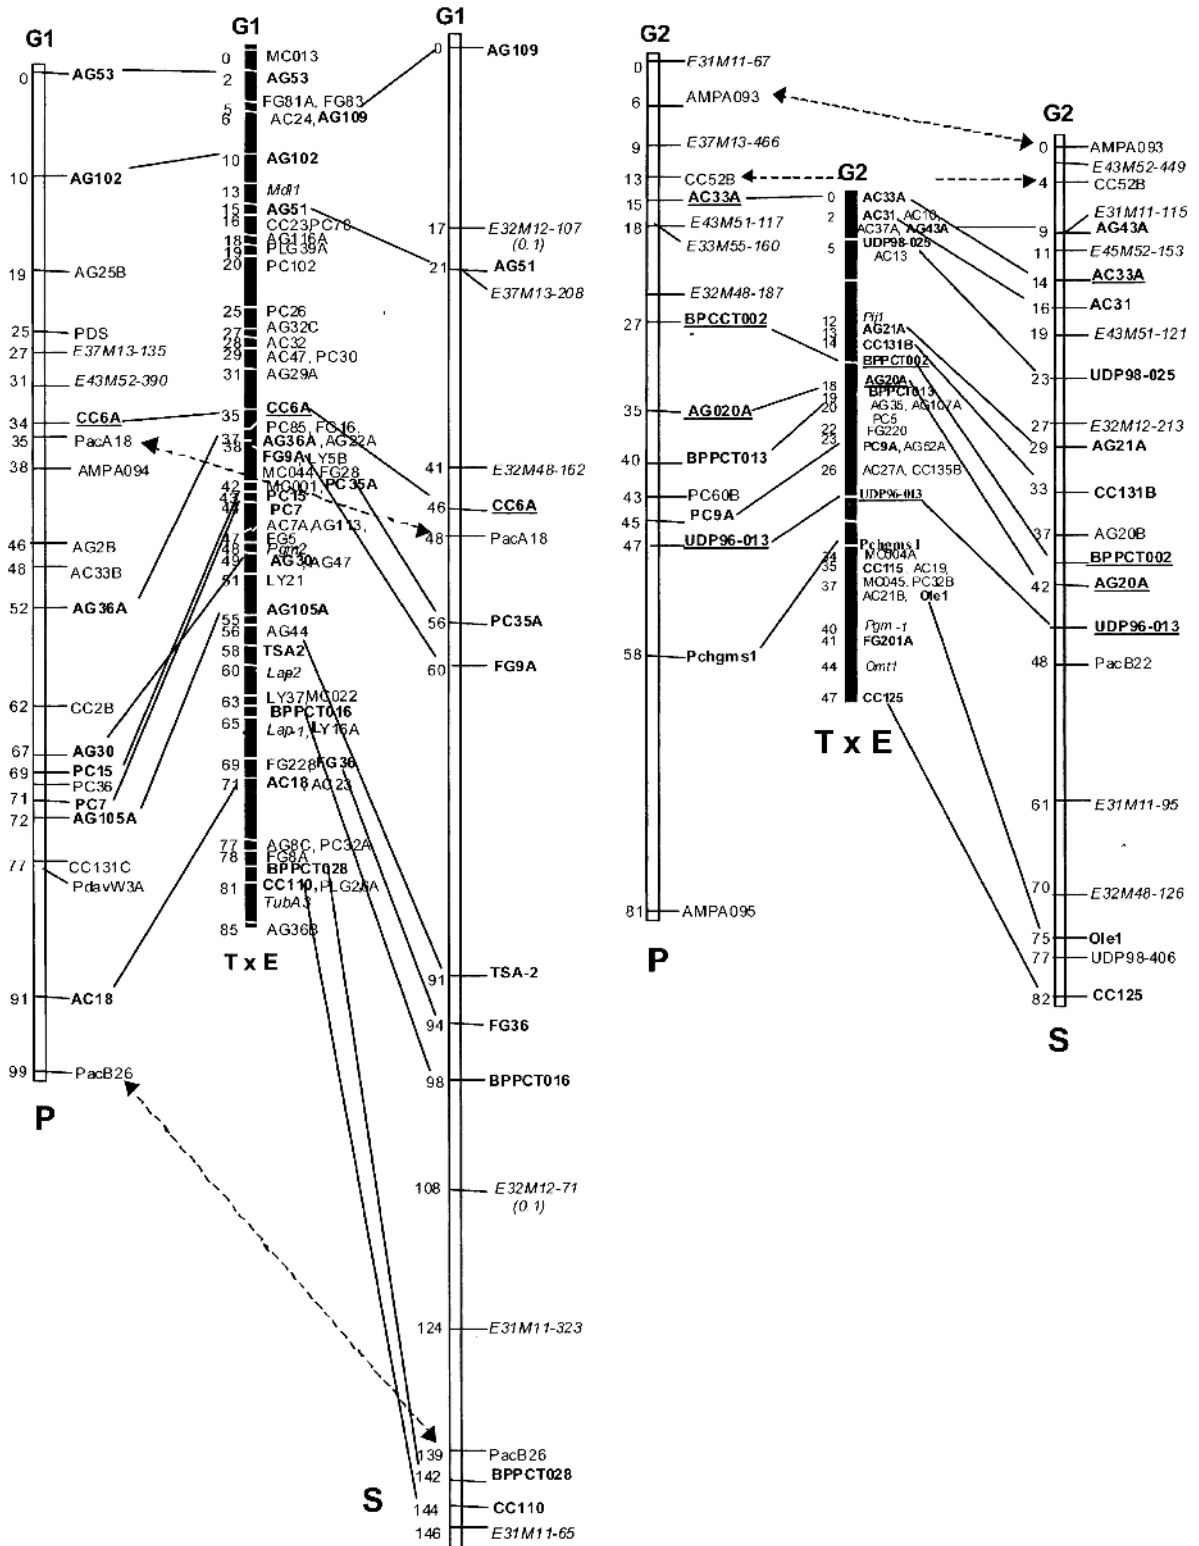 G1
0 AG53
10 AG102
19 AG25B
25 PDS
27 E37M13-135
31 E43M52-390
34 CC6A
35 PacA18
38 AMPA094
46 AG2B
48 AC33B
52 AG36A
62 CC2B
67 AG30
69 PC15
PC36
71 PC7
72 AG105A
77 CC131C
PdavW3A
91 AC18
99 PacB26
P
G1
0 MC013
2 AG53
5 FG81A, FG83
6 AC24, AG109
10 AG102
13 Mdl1
15 AG51
16 CC23 PC78
18 AG116A
19 PLG39A
20 PC102
25 PC26
27 AG32C
28 AC32
29 AC47, PC30
31 AG29A
35 CC6A
PC85, FG16,
37 AG36A, AG22A
38 FG9A, LY5B
MC044, FG28
42 MC001, PC35A
43 PC15
44 PC7
AC7A, AG113,
47 FG5
48 Pgm2
49 AG30, AG47
51 LY21
55 AG105A
56 AG44
58 TSA2
60 Lap2
63 LY37 MC022
BPPCT016
65 Lap-1, LY16A
69 FG228 FG36
71 AC18, AC23
77 AG8C, PC32A
78 FG8A
BPPCT028
81 CC110, PLG26A
TubA3
85 AG36B
T x E
G1
0 AG109
17 E32M12-107
(0.1)
21 AG51
E37M13-208
41 E32M48-162
46 CC6A
48 PacA18
56 PC35A
60 FG9A
91 TSA-2
94 FG36
98 BPPCT016
108 E32M12-71
(0.1)
124 E31M11-323
139 PacB26
142 BPPCT028
144 CC110
146 E31M11-65
S
G2
0 E31M11-67
6 AMPA093
9 E37M13-466
13 CC52B
15 AC33A
18 E43M51-117
E33M55-160
E32M48-187
27 BPCCT002
35 AG020A
40 BPPCT013
43 PC60B
45 PC9A
47 UDP96-013
58 Pchgms1
81 AMPA095
P
G2
0 AC33A
2 AC31, AC10,
AC37A, AG43A
5 UDP98-025
AC13
12 Pij1
13 AG21A
14 CC131B
BPPCT002
18 AG20A
19 BPPCT013
20 AG35, AG107A
PC5
22 FG220
23 PC9A, AG52A
26 AC27A, CC135B
UDP96-013
Pchgms1
34 MC004A
35 CC115, AC19,
37 MC045, PC32B
AC21B, Ole1
40 Pgm-1
41 FG201A
44 Omt1
47 CC125
T x E
G2
0 AMPA093
E43M52-449
4 CC52B
E31M11-115
9 AG43A
11 E45M52-153
14 AC33A
16 AC31
19 E43M51-121
23 UDP98-025
27 E32M12-213
29 AG21A
33 CC131B
37 AG20B
BPPCT002
42 AG20A
UDP96-013
48 PacB22
61 E31M11-95
70 E32M48-126
75 Ole1
77 UDP98-406
82 CC125
S